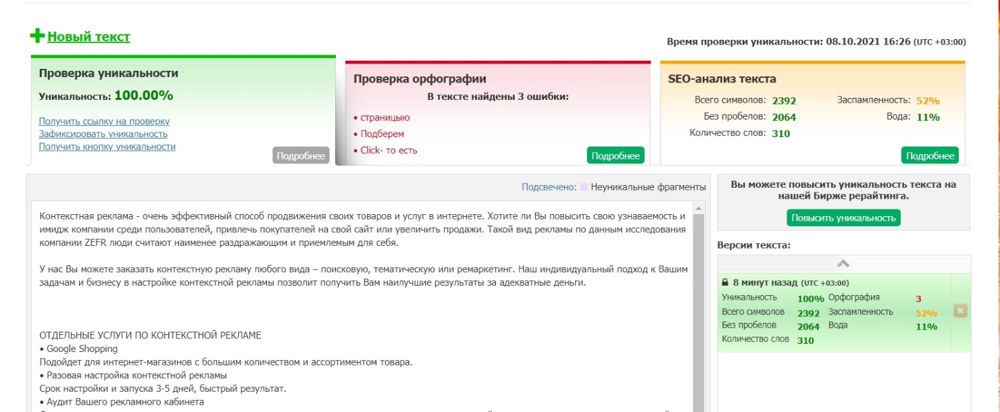 Новый текст
Время проверки уникальности: 08.10.2021 16:26 (UTC +03:00)
Проверка уникальности
Уникальность: 100.00%
Получить ссылку на проверку
Зафиксировать уникальность
Получить кнопку уникальности
Подробнее
Проверка орфографии
В тексте найдены 3 ошибки:
• страницыю
• Подберем
• Click- то есть
Подробнее
SEO-анализ текста
Всего символов: 2392 Заспамленность: 52%
Без пробелов: 2064 Вода: 11%
Количество слов: 310
Подробнее
Подсвечено: Неуникальные фрагменты
Контекстная реклама - очень эффективный способ продвижения своих товаров и услуг в интернете. Хотите ли Вы повысить свою узнаваемость и
имидж компании среди пользователей, привлечь покупателей на свой сайт или увеличить продажи. Такой вид рекламы по данным исследования
компании ZEFR люди считают наименее раздражающим и приемлемым для себя.
У нас Вы можете заказать контекстную рекламу любого вида – поисковую, тематическую или ремаркетинг. Наш индивидуальный подход к Вашим
задачам и бизнесу в настройке контекстной рекламы позволит получить Вам наилучшие результаты за адекватные деньги.
ОТДЕЛЬНЫЕ УСЛУГИ ПО КОНТЕКСТНОЙ РЕКЛАМЕ
• Google Shopping
Подойдет для интернет-магазинов с большим количеством и ассортиментом товара.
• Разовая настройка контекстной рекламы
Срок настройки и запуска 3-5 дней, быстрый результат.
• Аудит Вашего рекламного кабинета
Вы можете повысить уникальность текста на
нашей Бирже рерайтинга.
Повысить уникальность
Версии текста:
8 минут назад (UTC +03:00)
Уникальность 100% Орфография 3
Всего символов 2392 Заспамленность 52%
Без пробелов 2064 Вода 11%
Количество слов 310